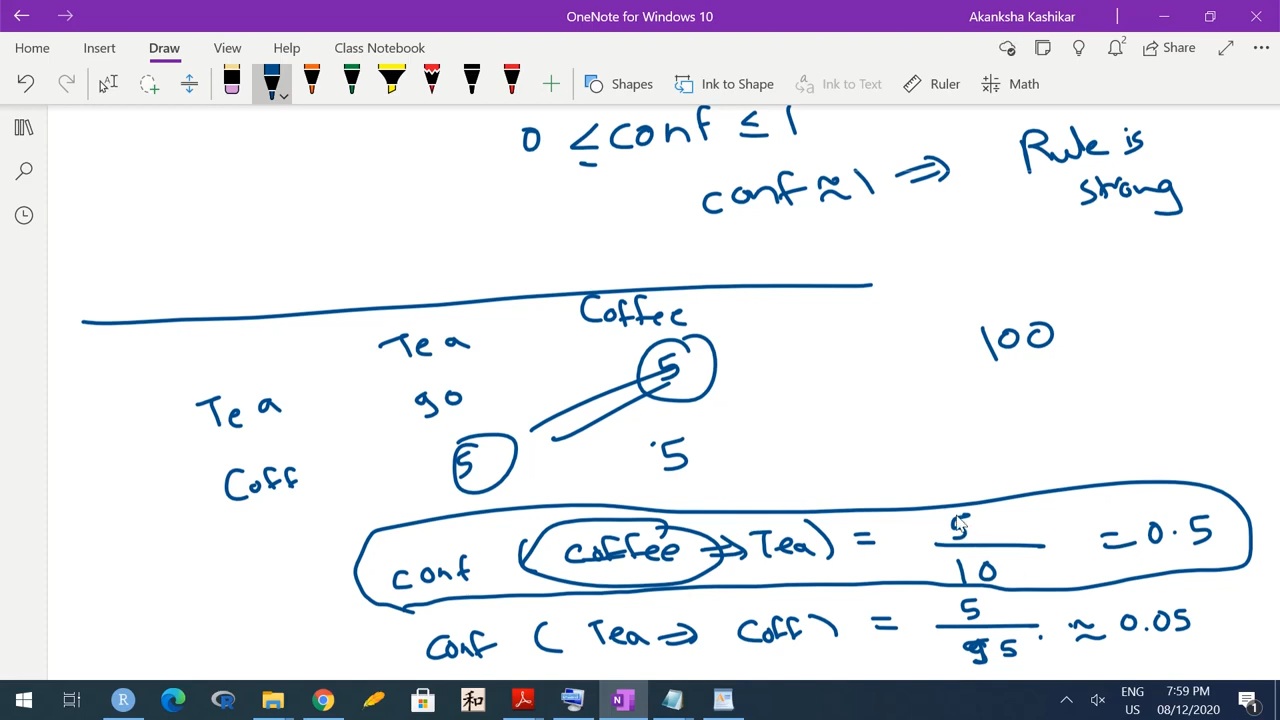 OneNote for Windows 10
Akanksha Kashikar
Home Insert Draw View Help Class Notebook
2 Share
Shapes Ink to Shape Ink to Text Ruler Math
0 ≤ conf ≤ 1
conf ≈ 1 ⇒ Rule is strong
Coffee
Tea
100
5
Tea 90
5
5
Coff
conf (coffee ⇒ Tea) = 5/10 = 0.5
conf (Tea ⇒ Coff) = 5/95 ≈ 0.05
R
和
N
ENG
7:59 PM
US
08/12/2020
1